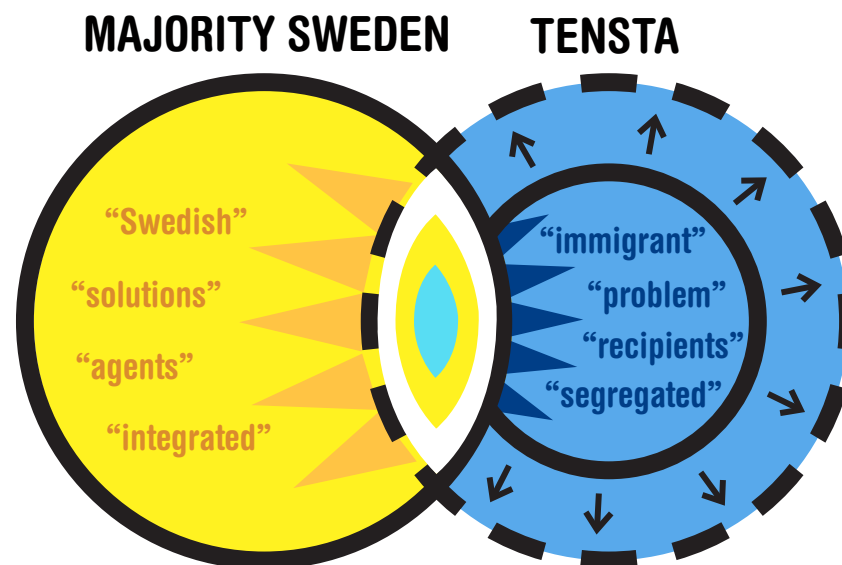 MAJORITY SWEDEN
TENSTA
“Swedish”
“solutions”
“agents”
“integrated”
“immigrant”
“problem”
“recipients”
“segregated”